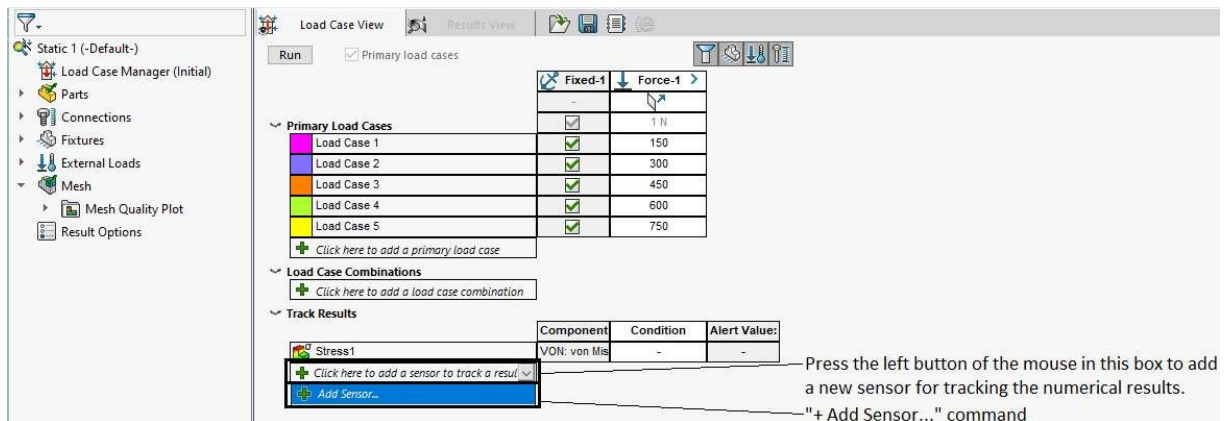 Load Case View
Results View
Static 1 (-Default-)
Load Case Manager (Initial)
Parts
Connections
Fixtures
External Loads
Mesh
Mesh Quality Plot
Result Options
Run
Primary load cases
Fixed-1 Force-1 >
-
1 N
Primary Load Cases
Load Case 1 150
Load Case 2 300
Load Case 3 450
Load Case 4 600
Load Case 5 750
Click here to add a primary load case
Load Case Combinations
Click here to add a load case combination
Track Results
Component Condition Alert Value:
Stress1 VON: von Mis - -
Click here to add a sensor to track a resul
Add Sensor...
Press the left button of the mouse in this box to add
a new sensor for tracking the numerical results.
"+ Add Sensor..." command